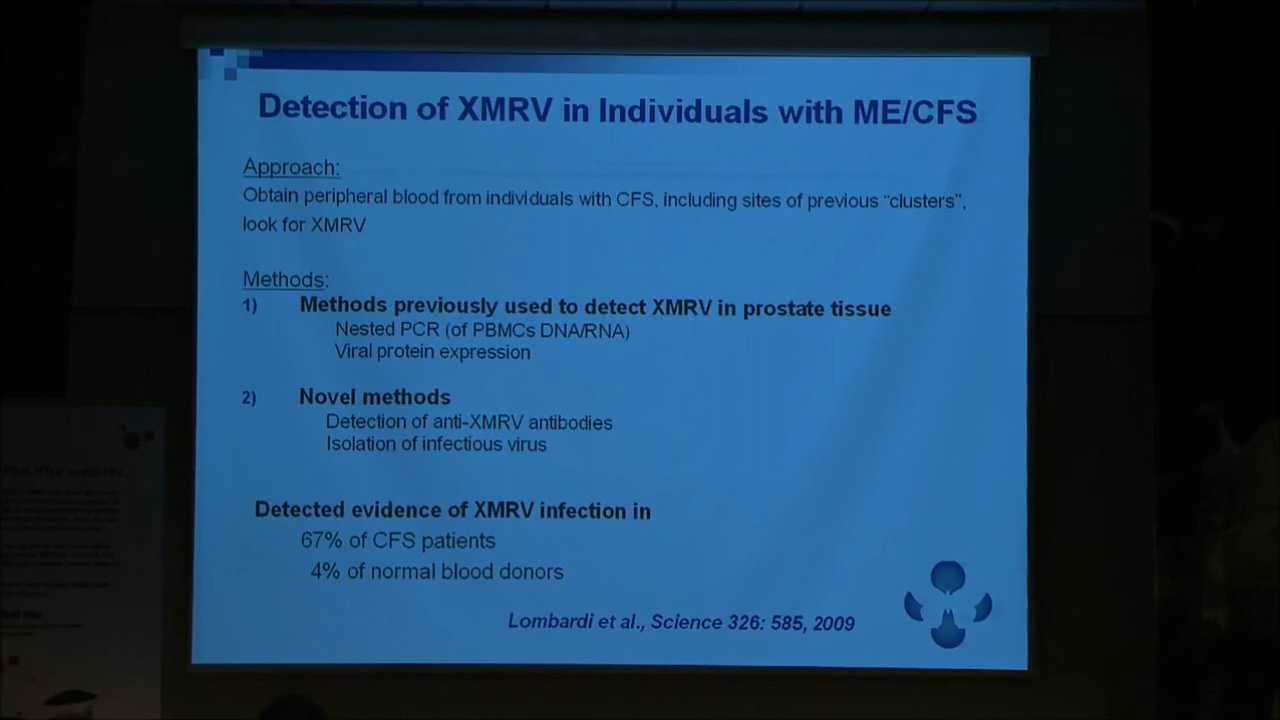 Detection of XMRV in Individuals with ME/CFS
Approach:
Obtain peripheral blood from individuals with CFS, including sites of previous “clusters”,
look for XMRV
Methods:
1) Methods previously used to detect XMRV in prostate tissue
Nested PCR (of PBMCs DNA/RNA)
Viral protein expression
2) Novel methods
Detection of anti-XMRV antibodies
Isolation of infectious virus
Detected evidence of XMRV infection in
67% of CFS patients
4% of normal blood donors
Lombardi et al., Science 326: 585, 2009